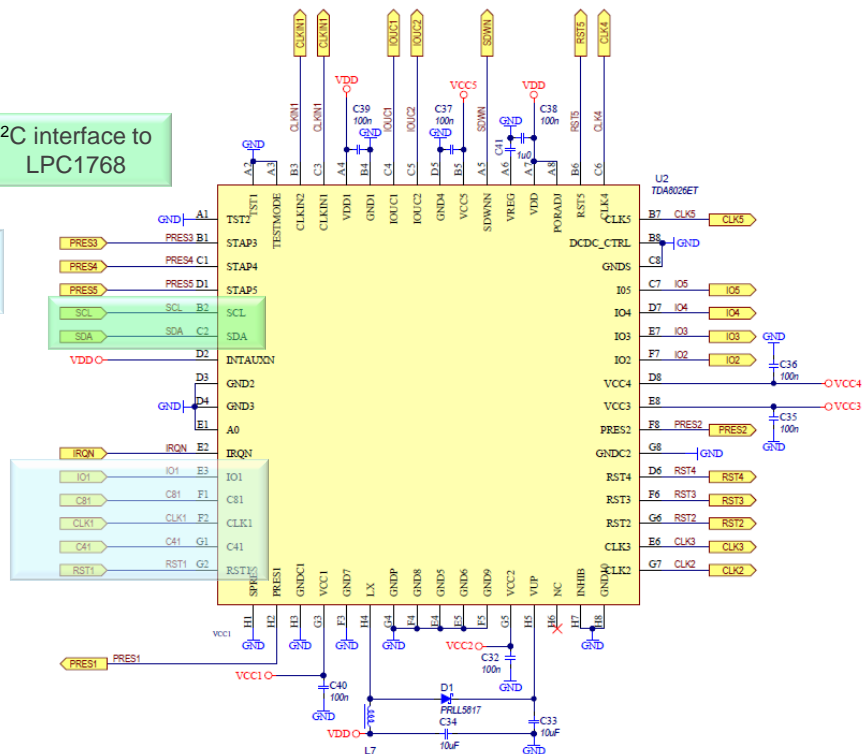 ²C interface to
LPC1768
CLKIN1
CLKIN1
IOUC1
IOUC2
SDWN
RST5
CLK4
VDD
VCC5
VDD
C39
100n
GND
C37
100n
GND
C38
100n
GND
C41
1u0
GND
CLKIN1
CLKIN1
IOUC1
IOUC2
SDWN
RST5
CLK4
A2
A3
B3
C3
A4
B4
C4
C5
D5
B5
A5
A6
A7
A8
B6
C6
U2
TDA8026ET
TST1
TESTMODE
CLKIN2
CLKIN1
VDD1
GND1
IOUC1
IOUC2
GND4
VCC5
SDWNN
VREG
VDD
PORADJ
RST5
CLK4
GND A1 TST2
PRES3 PRES3 B1 STAP3
PRES4 PRES4 C1 STAP4
PRES5 PRES5 D1 STAP5
SCL SCL B2 SCL
SDA SDA C2 SDA
VDD D2 INTAUXN
D3 GND2
GND D4 GND3
E1 A0
IRQN IRQN E2 IRQN
IO1 IO1 E3 IO1
C81 C81 F1 C81
CLK1 CLK1 F2 CLK1
C41 C41 G1 C41
RST1 RST1 G2 RST1
CLK5 B7 CLK5 CLK5
DCDC_CTRL B8 GND
GNDS C8
IO5 C7 IO5 IO5
IO4 D7 IO4 IO4
IO3 E7 IO3 IO3
IO2 F7 IO2 IO2
GND
C36
100n
VCC4 D8 VCC4
VCC3 E8 VCC3
C35
100n
GND
PRES2 F8 PRES2 PRES2
GNDC2 G8 GND
RST4 D6 RST4 RST4
RST3 F6 RST3 RST3
RST2 G6 RST2 RST2
CLK3 E6 CLK3 CLK3
CLK2 G7 CLK2 CLK2
SPRES
PRES1
GNDC1
VCC1
GND7
LX
GNDP
GND8
GND5
GND6
GND9
VCC2
VUP
NC
INHIB
H1
H2
H3
G3
F3
H4
G4
F4
E4
E5
F5
G5
H5
H6
H7
H8
VCC1
GND
GND
GND
GND
GND
PRES1 PRES1
VCC1
C40
100n
GND
VCC2
C32
100n
GND
D1
PRLL5817
VDD
C34
10uF
C33
10uF
L7
GND